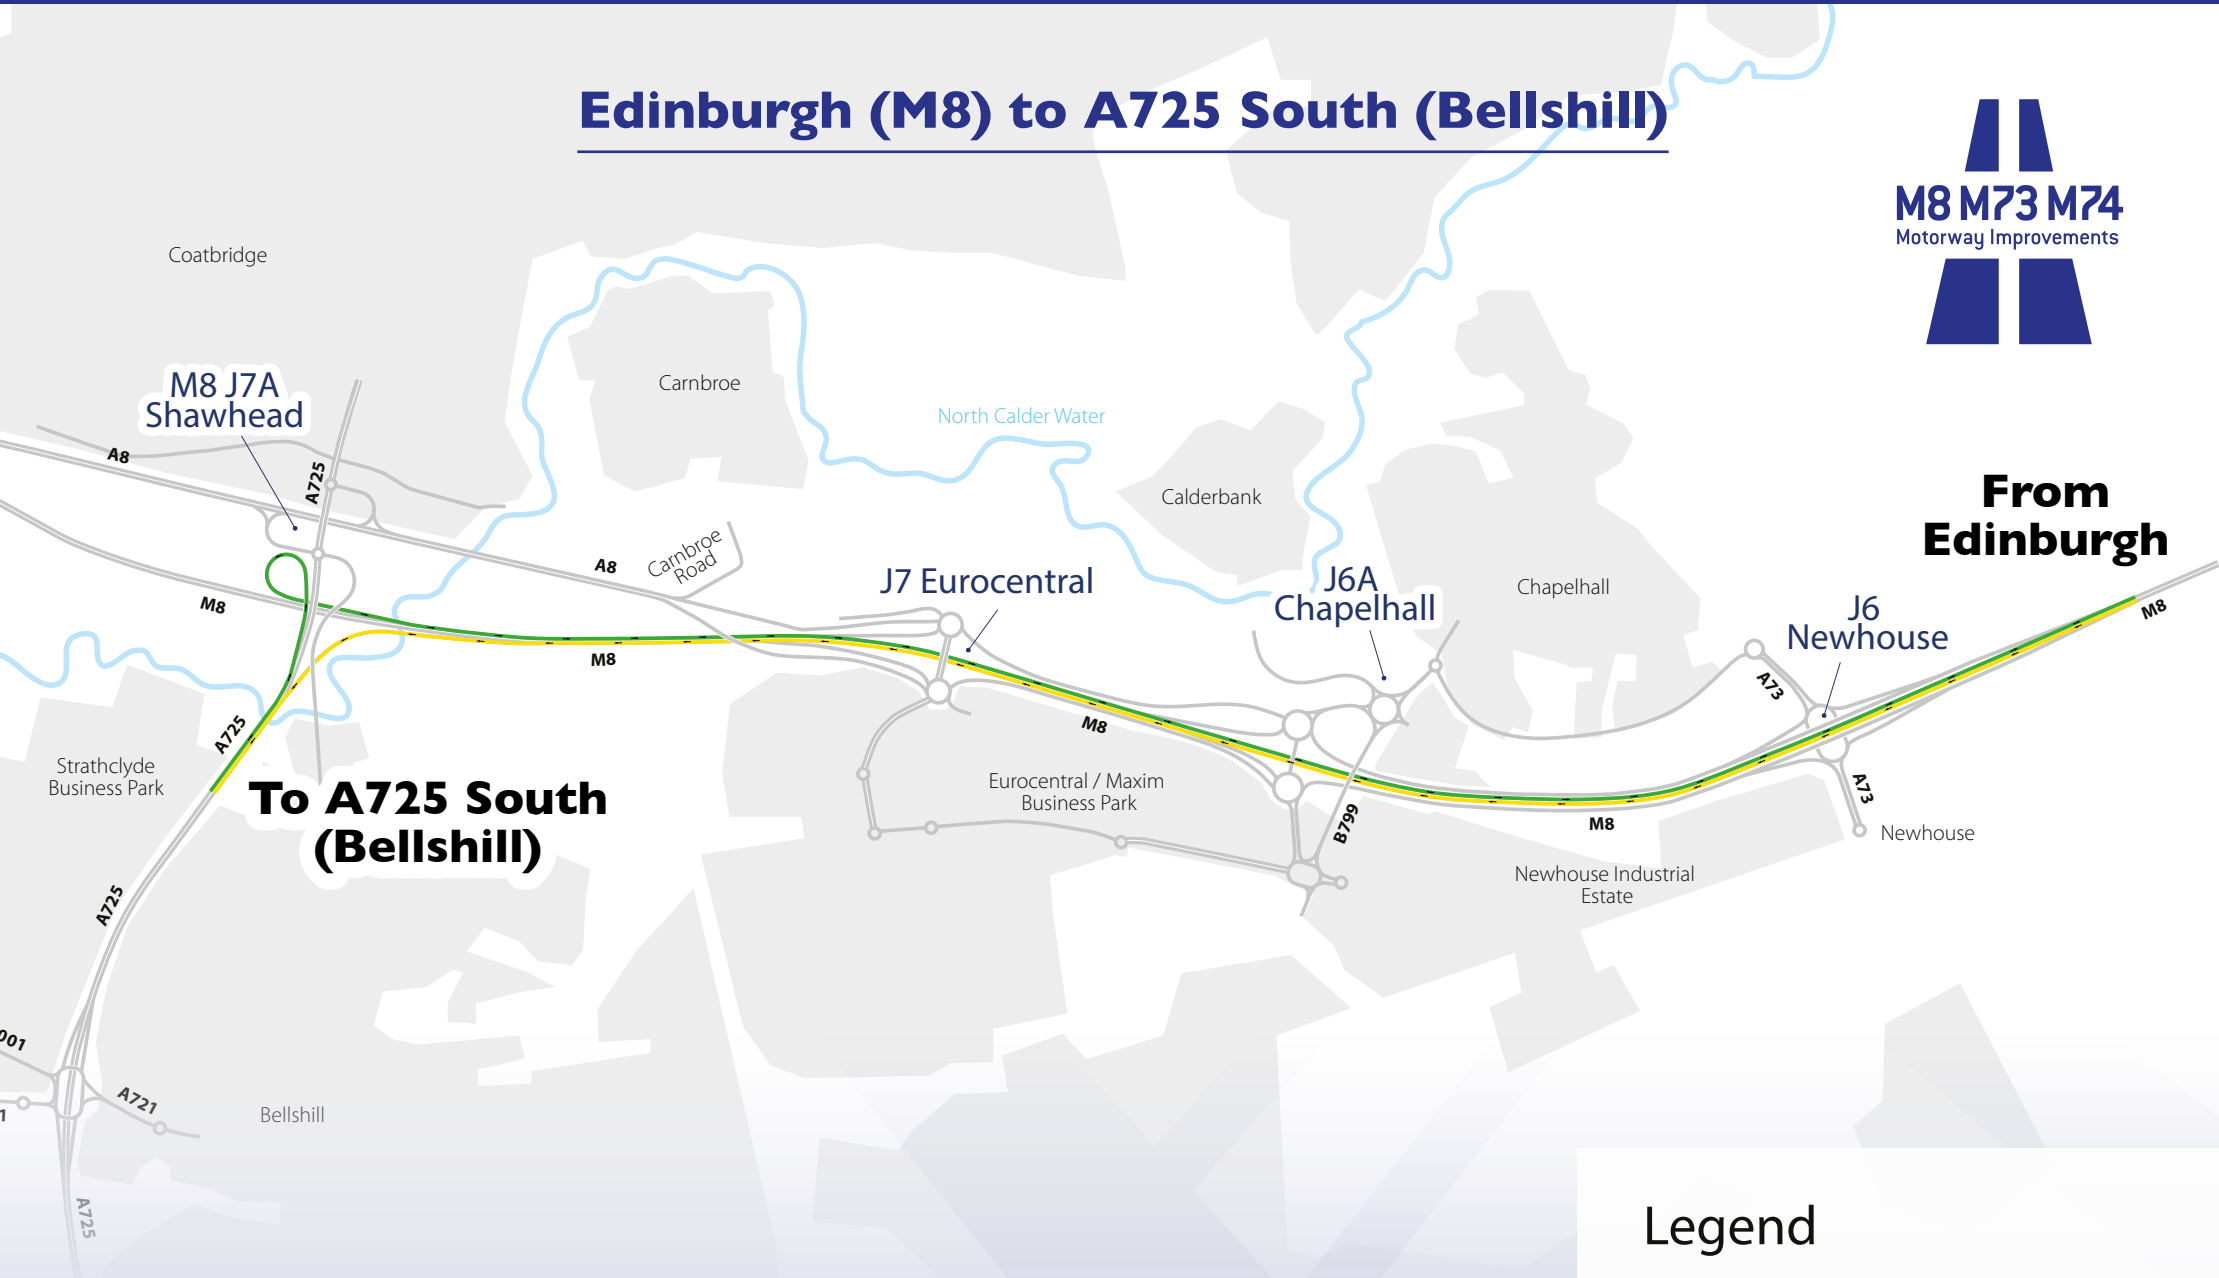 Edinburgh (M8) to A725 South (Bellshill)
M8 M73 M74
Motorway Improvements
Coatbridge
M8 J7A
Shawhead
A8
A725
Carnbroe
North Calder Water
Calderbank
From
Edinburgh
A8
Carnbroe
Road
J7 Eurocentral
J6A
Chapelhall
Chapelhall
J6
Newhouse
M8
M8
M8
A73
M8
A725
Strathclyde
Business Park
To A725 South
(Bellshill)
Eurocentral / Maxim
Business Park
B799
M8
A73
Newhouse
Newhouse Industrial
Estate
A725
001
A721
1
Bellshill
A725
Legend